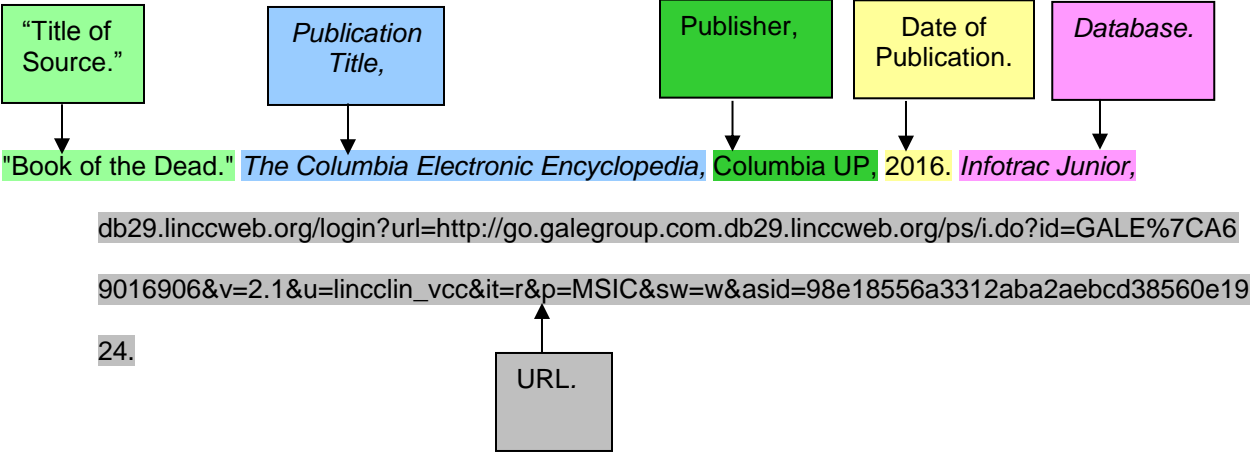 “Title of
Source.”
Publication
Title,
Publisher,
Date of
Publication.
Database.
"Book of the Dead." The Columbia Electronic Encyclopedia, Columbia UP, 2016. Infotrac Junior,
db29.linccweb.org/login?url=http://go.galegroup.com.db29.linccweb.org/ps/i.do?id=GALE%7CA6
9016906&v=2.1&u=lincclin_vcc&it=r&p=MSIC&sw=w&asid=98e18556a3312aba2aebcd38560e19
24.
URL.